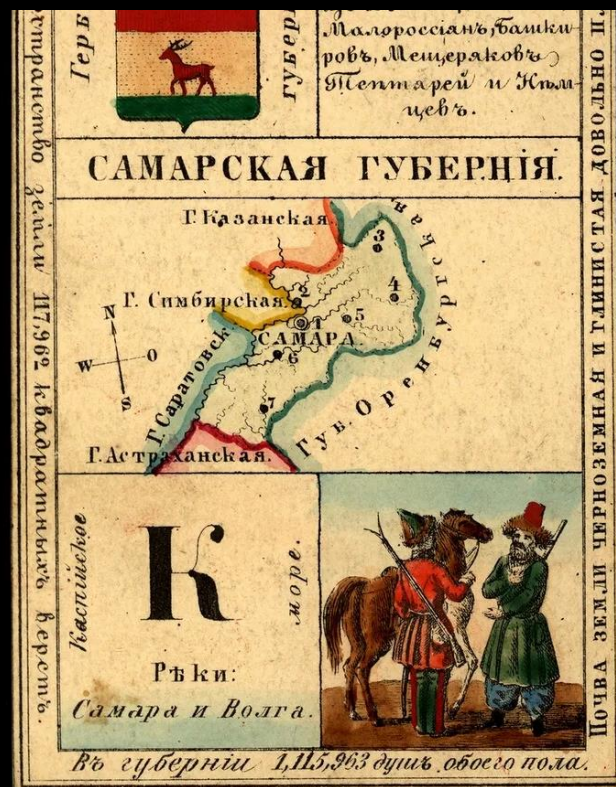 Гербъ
губерн
Малороссіянъ, Башки
ровъ, Мещеряковъ,
Тептярей и Нѣм-
цевъ.
САМАРСКАЯ ГУБЕРНІЯ.
Г. Казанская.
Г. Симбирская.
Губ. Оренбургская.
Г. Саратовск.
Г. Астраханская.
САМАРА.
1
2
3
4
5
6
7
N
W O
S
Каспійское
море.
К
Рѣки:
Самара и Волга.
странство земли 117,962 квадратныхъ верстъ.
ПОЧВА ЗЕМЛИ ЧЕРНОЗЕМНАЯ И ГЛИНИСТАЯ ДОВОЛЬНО П
Въ губерніи 1,115,963 душъ обоего пола.